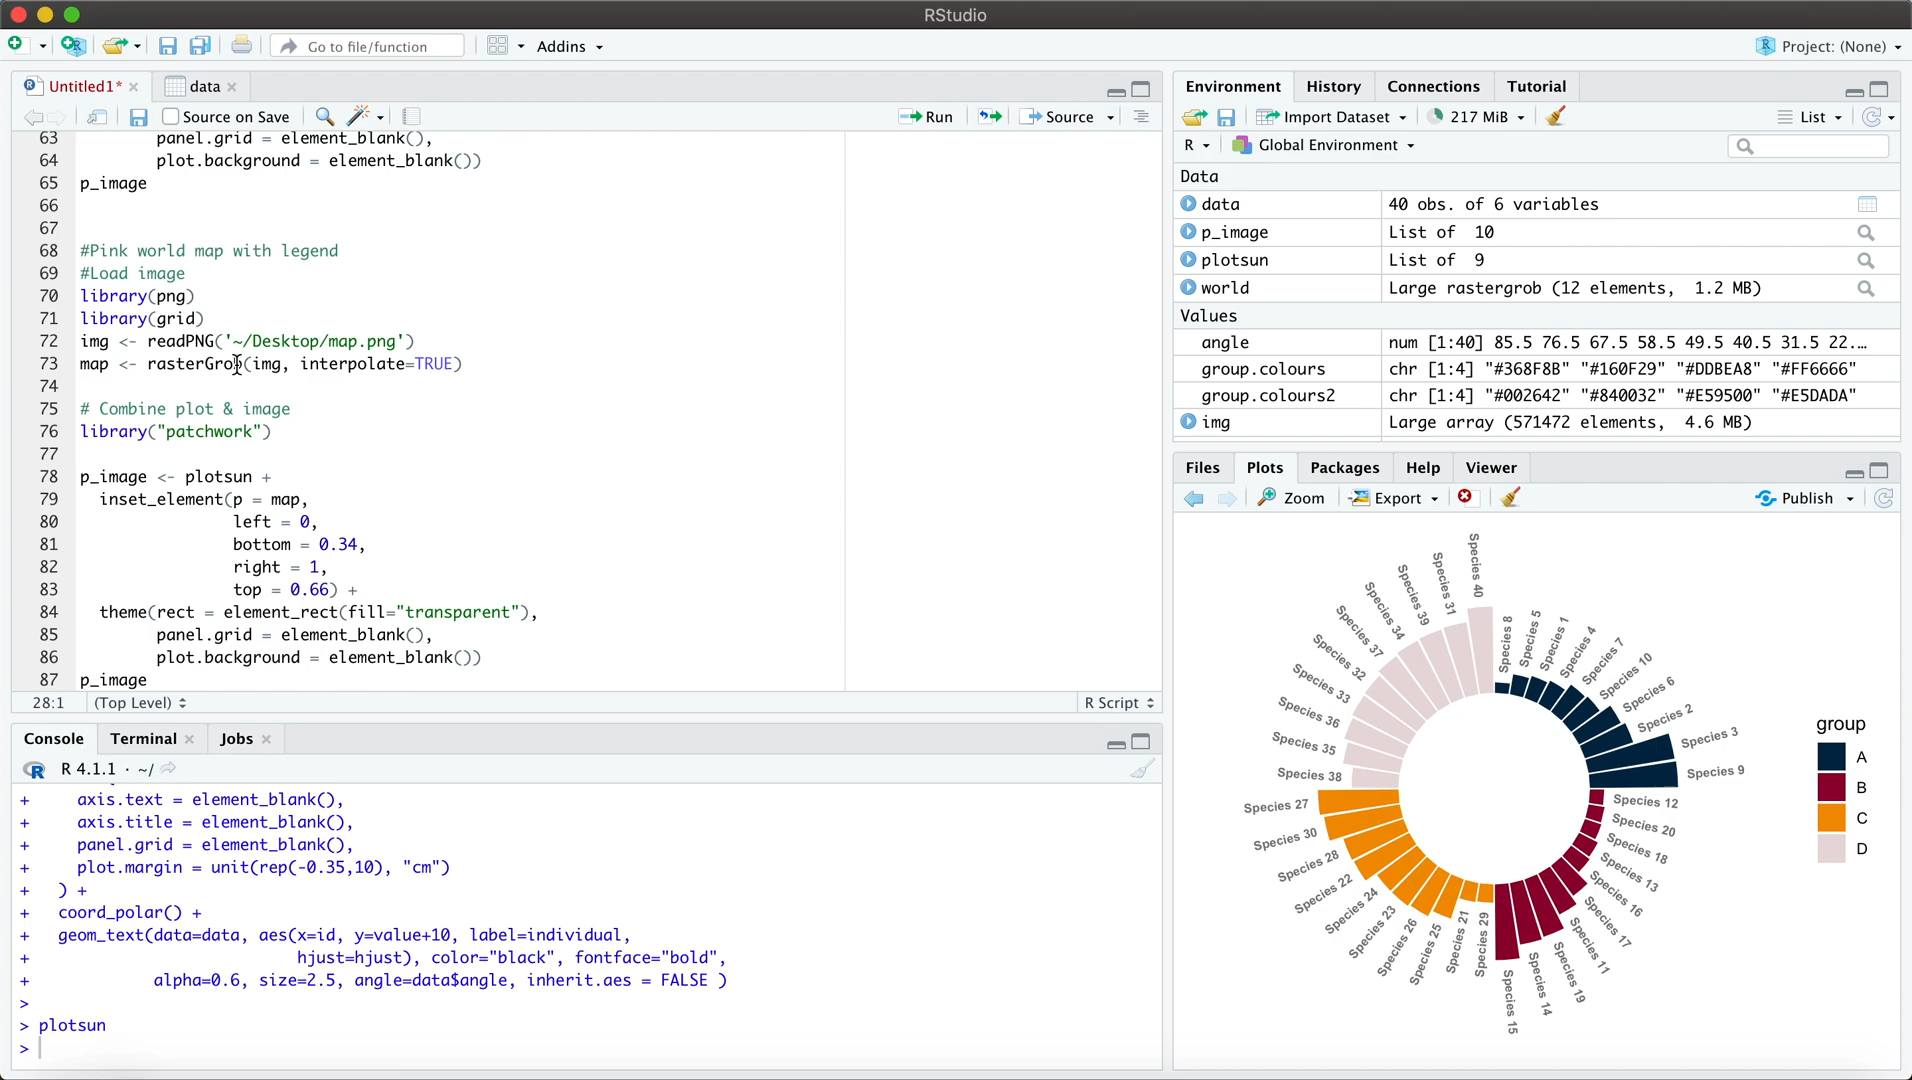 RStudio
Go to file/function
Addins
Project: (None)
Untitled1*
data
Source on Save
Run
Source
63 panel.grid = element_blank(),
64 plot.background = element_blank())
65 p_image
66
67
68 #Pink world map with legend
69 #Load image
70 library(png)
71 library(grid)
72 img <- readPNG('~/Desktop/map.png')
73 map <- rasterGrob(img, interpolate=TRUE)
74
75 # Combine plot & image
76 library("patchwork")
77
78 p_image <- plotsun +
79 inset_element(p = map,
80 left = 0,
81 bottom = 0.34,
82 right = 1,
83 top = 0.66) +
84 theme(rect = element_rect(fill="transparent"),
85 panel.grid = element_blank(),
86 plot.background = element_blank())
87 p_image
28:1 (Top Level) R Script
Console Terminal Jobs
R 4.1.1 · ~/
+ axis.text = element_blank(),
+ axis.title = element_blank(),
+ panel.grid = element_blank(),
+ plot.margin = unit(rep(-0.35,10), "cm")
+ ) +
+ coord_polar() +
+ geom_text(data=data, aes(x=id, y=value+10, label=individual,
+ hjust=hjust), color="black", fontface="bold",
+ alpha=0.6, size=2.5, angle=data$angle, inherit.aes = FALSE )
>
> plotsun
>
Environment History Connections Tutorial
Import Dataset 217 MiB List
R Global Environment
Data
data 40 obs. of 6 variables
p_image List of 10
plotsun List of 9
world Large rastergrob (12 elements, 1.2 MB)
Values
angle num [1:40] 85.5 76.5 67.5 58.5 49.5 40.5 31.5 22.…
group.colours chr [1:4] "#368F8B" "#160F29" "#DDBEA8" "#FF6666"
group.colours2 chr [1:4] "#002642" "#840032" "#E59500" "#E5DADA"
img Large array (571472 elements, 4.6 MB)
Files Plots Packages Help Viewer
Zoom Export Publish
Species 8
Species 5
Species 1
Species 4
Species 7
Species 10
Species 6
Species 2
Species 3
Species 9
Species 12
Species 20
Species 18
Species 13
Species 16
Species 17
Species 11
Species 19
Species 14
Species 15
Species 29
Species 21
Species 25
Species 26
Species 23
Species 24
Species 22
Species 28
Species 30
Species 27
Species 38
Species 35
Species 36
Species 33
Species 32
Species 37
Species 34
Species 39
Species 31
Species 40
group
A
B
C
D